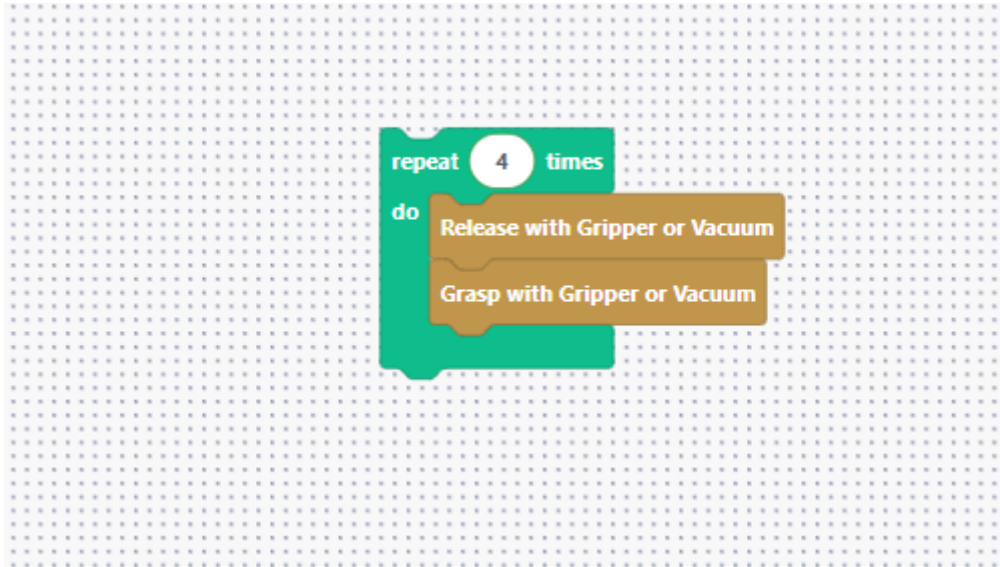 repeat 4 times
do
Release with Gripper or Vacuum
Grasp with Gripper or Vacuum